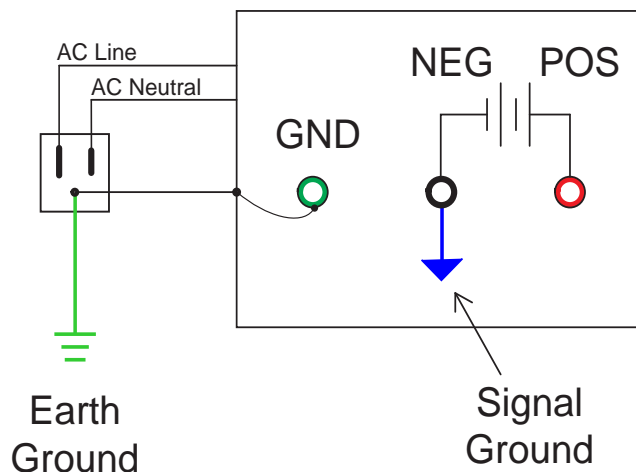 AC Line
AC Neutral
NEG
POS
GND
Earth
Ground
Signal
Ground